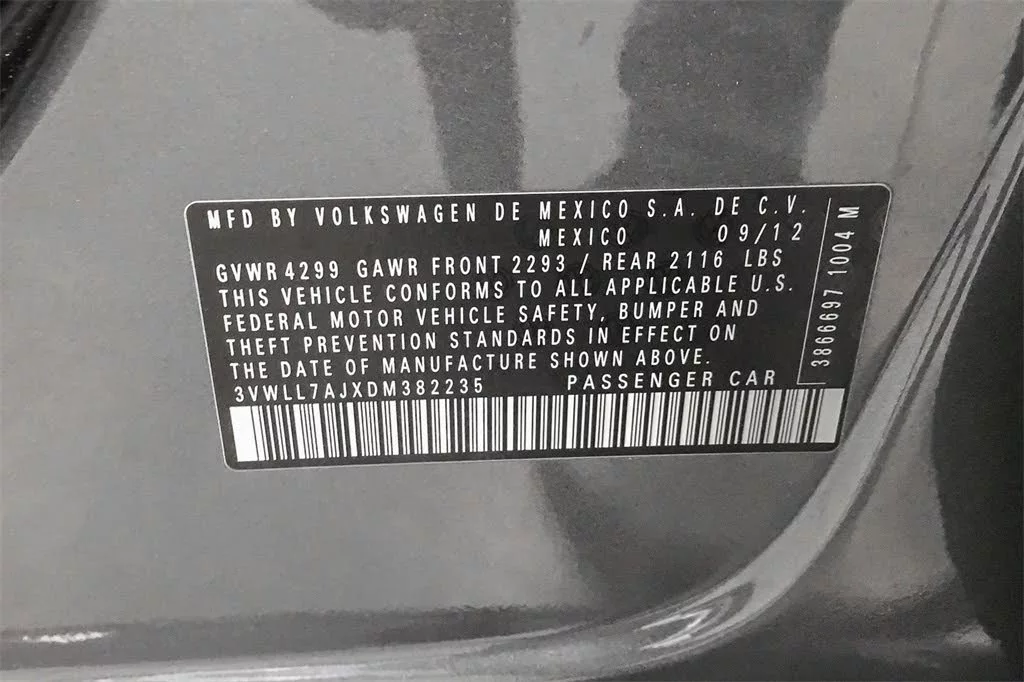 MFD BY VOLKSWAGEN DE MEXICO S.A. DE C.V.
MEXICO 09/12
GVWR 4299 GAWR FRONT 2293 / REAR 2116 LBS
THIS VEHICLE CONFORMS TO ALL APPLICABLE U.S.
FEDERAL MOTOR VEHICLE SAFETY, BUMPER AND
THEFT PREVENTION STANDARDS IN EFFECT ON
THE DATE OF MANUFACTURE SHOWN ABOVE.
3VWLL7AJXDM382235 PASSENGER CAR
3866697 1004 M